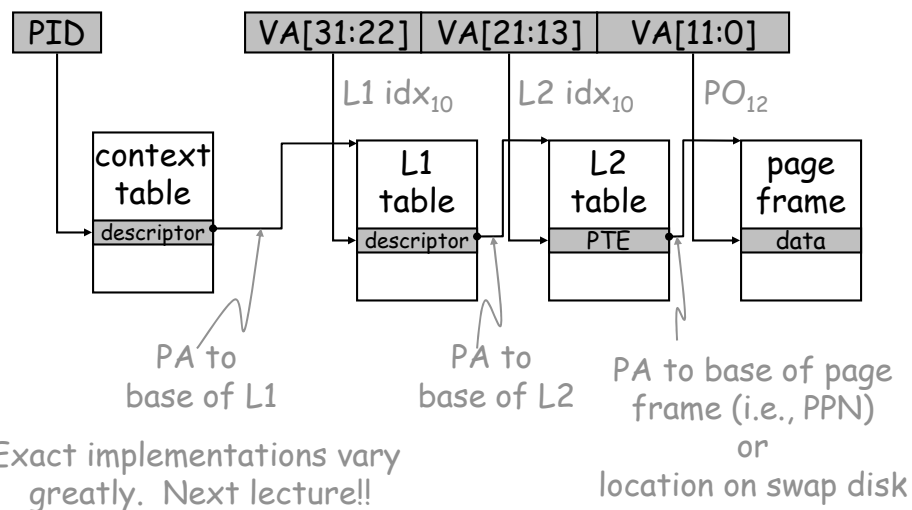 PID
VA[31:22] VA[21:13] VA[11:0]
L1 idx₁₀
L2 idx₁₀
PO₁₂
context
table
descriptor
L1
table
descriptor
L2
table
PTE
page
frame
data
PA to
base of L1
PA to
base of L2
PA to base of page
frame (i.e., PPN)
or
location on swap disk
Exact implementations vary
greatly. Next lecture!!